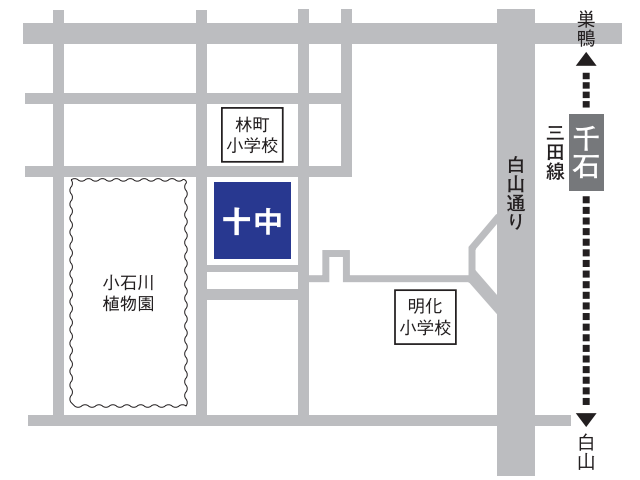 巣
鴨
林町
小学校
千石
三田線
白山通り
十中
小石川
植物園
明化
小学校
白
山